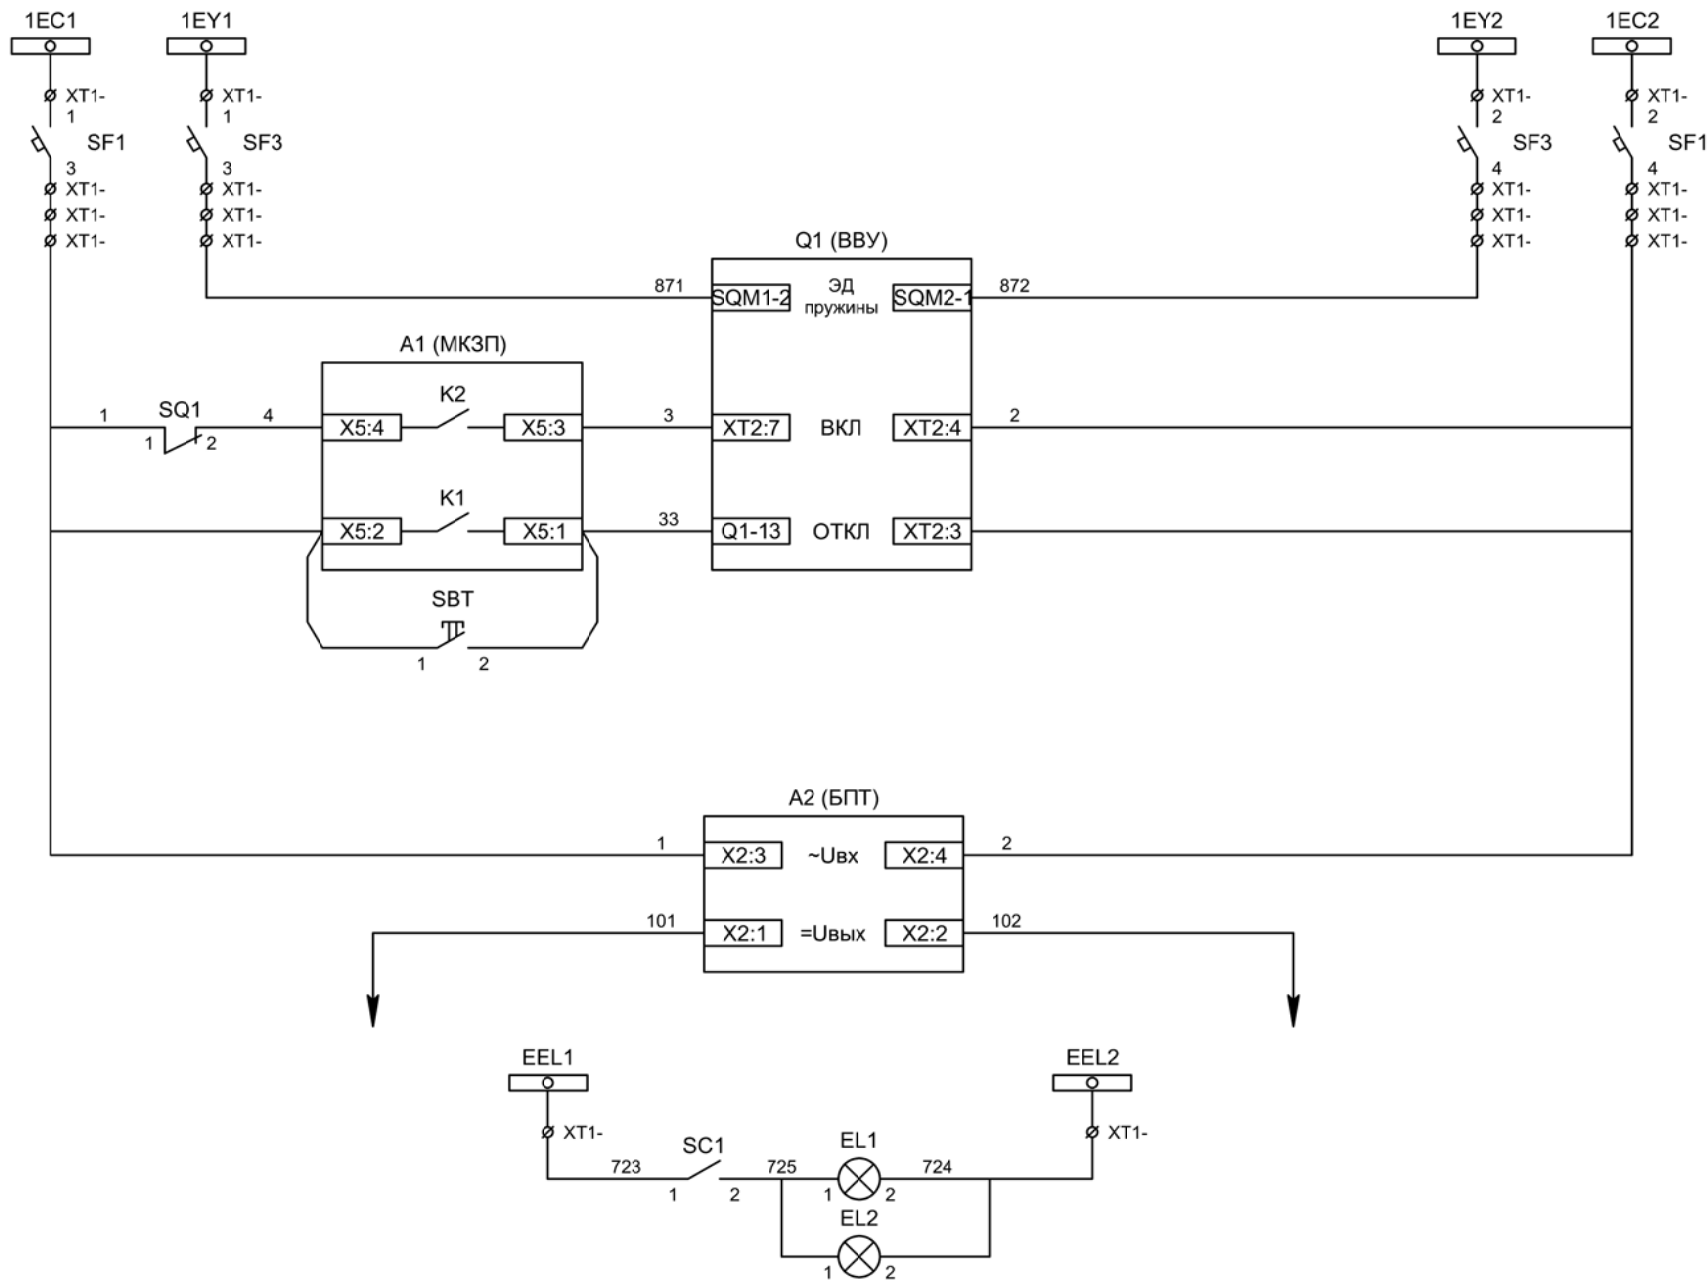 1EC1 1EY1 1EY2 1EC2
XT1- XT1- XT1- XT1-
1 1 2 2
SF1 SF3 SF3 SF1
3 3 4 4
XT1- XT1- XT1- XT1-
XT1- XT1- XT1- XT1-
XT1- XT1- XT1- XT1-
Q1 (ВВУ)
871 SQM1-2 ЭД SQM2-1 872
пружины
A1 (МКЗП)
K2
1 SQ1 4 3 2
1 2 X5:4 X5:3 XT2:7 ВКЛ XT2:4
K1
33
X5:2 X5:1 Q1-13 ОТКЛ XT2:3
SBT
1 2
A2 (БПТ)
1 X2:3 ~Uвх X2:4 2
101 X2:1 =Uвых X2:2 102
EEL1 EEL2
XT1- XT1-
SC1 EL1
723 725 724
1 2 1 2
EL2
1 2